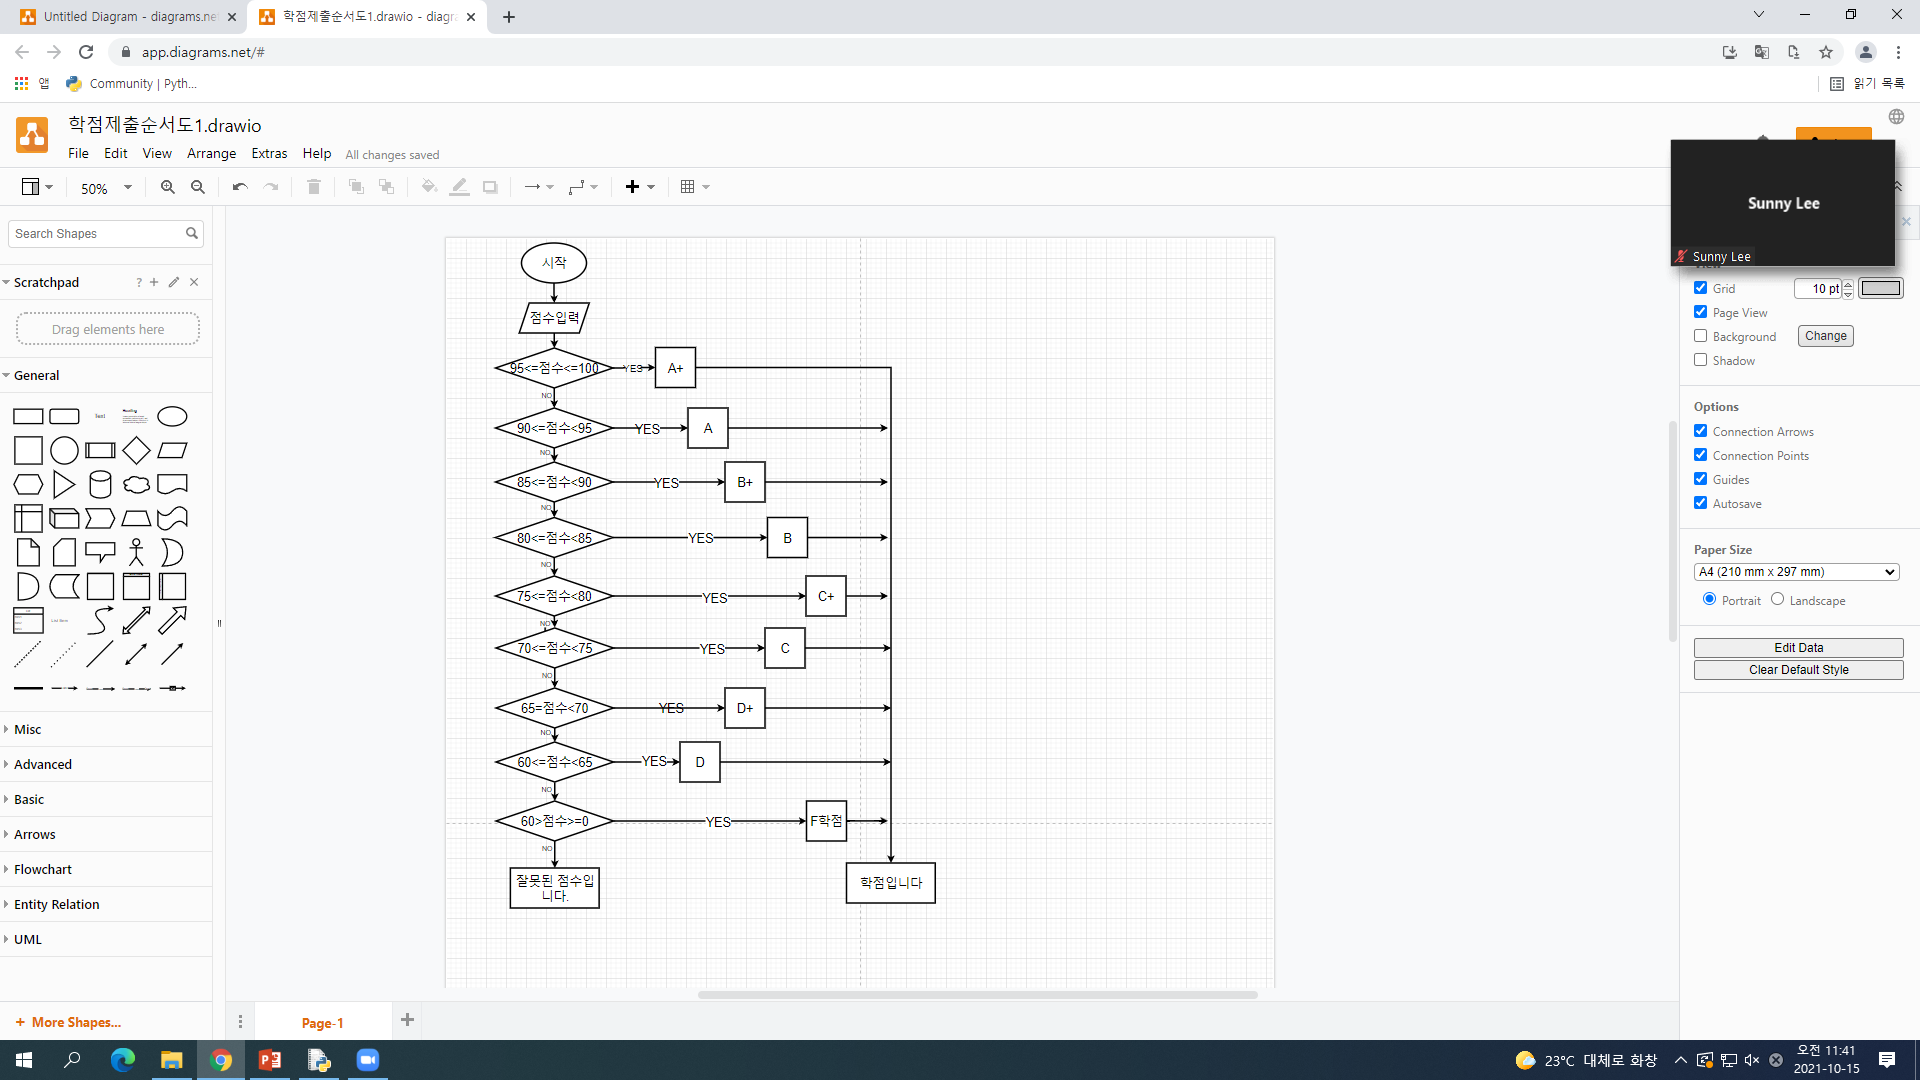 Untitled Diagram - diagrams.ne
학점제출순서도1.drawio - diagra
app.diagrams.net/#
앱
Community | Pyth...
읽기 목록
학점제출순서도1.drawio
File Edit View Arrange Extras Help All changes saved
50%
Sunny Lee
Sunny Lee
Search Shapes
Scratchpad
?
Drag elements here
General
Misc
Advanced
Basic
Arrows
Flowchart
Entity Relation
UML
+ More Shapes...
시작
점수입력
95<=점수<=100 YES A+
NO
90<=점수<95 YES A
NO
85<=점수<90 YES B+
NO
80<=점수<85 YES B
NO
75<=점수<80 YES C+
NO
70<=점수<75 YES C
NO
65=점수<70 YES D+
NO
60<=점수<65 YES D
NO
60>점수>=0 YES F학점
NO
잘못된 점수입
니다.
학점입니다
Grid 10 pt
Page View
Background Change
Shadow
Options
Connection Arrows
Connection Points
Guides
Autosave
Paper Size
A4 (210 mm x 297 mm)
Portrait Landscape
Edit Data
Clear Default Style
Page-1
23°C 대체로 화창
오전 11:41
2021-10-15